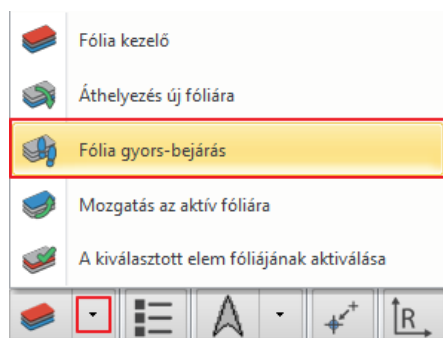 Fólia kezelő
Áthelyezés új fóliára
Fólia gyors-bejárás
Mozgatás az aktív fóliára
A kiválasztott elem fóliájának aktiválása
R